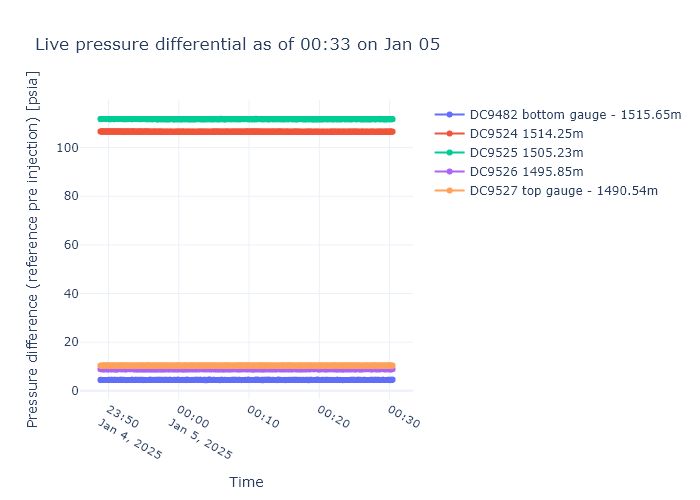 Live pressure differential as of 00:33 on Jan 05
Pressure difference (reference pre injection) [psia]
100
80
60
40
20
0
23:50
Jan 4, 2025
00:00
Jan 5, 2025
00:10
00:20
00:30
Time
DC9482 bottom gauge - 1515.65m
DC9524 1514.25m
DC9525 1505.23m
DC9526 1495.85m
DC9527 top gauge - 1490.54m